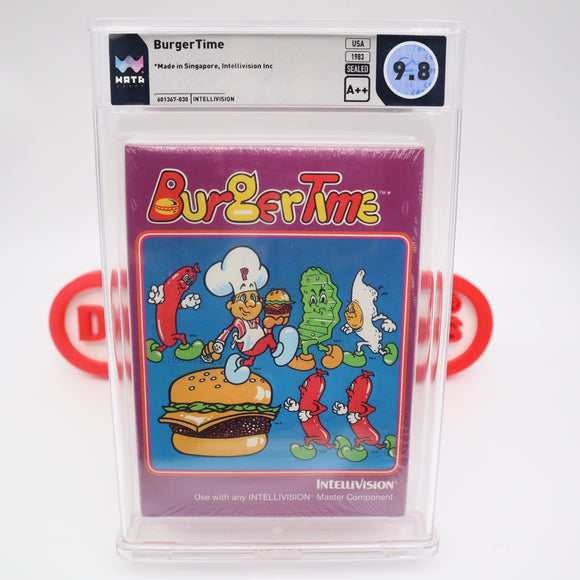 BurgerTime
*Made in Singapore, Intellivision Inc
WATA
601367-030 | INTELLIVISION
USA
1983
SEALED
A++
9.8
BurgerTime™*
P
INTELLIVISION®
Use with any INTELLIVISION® Master Component